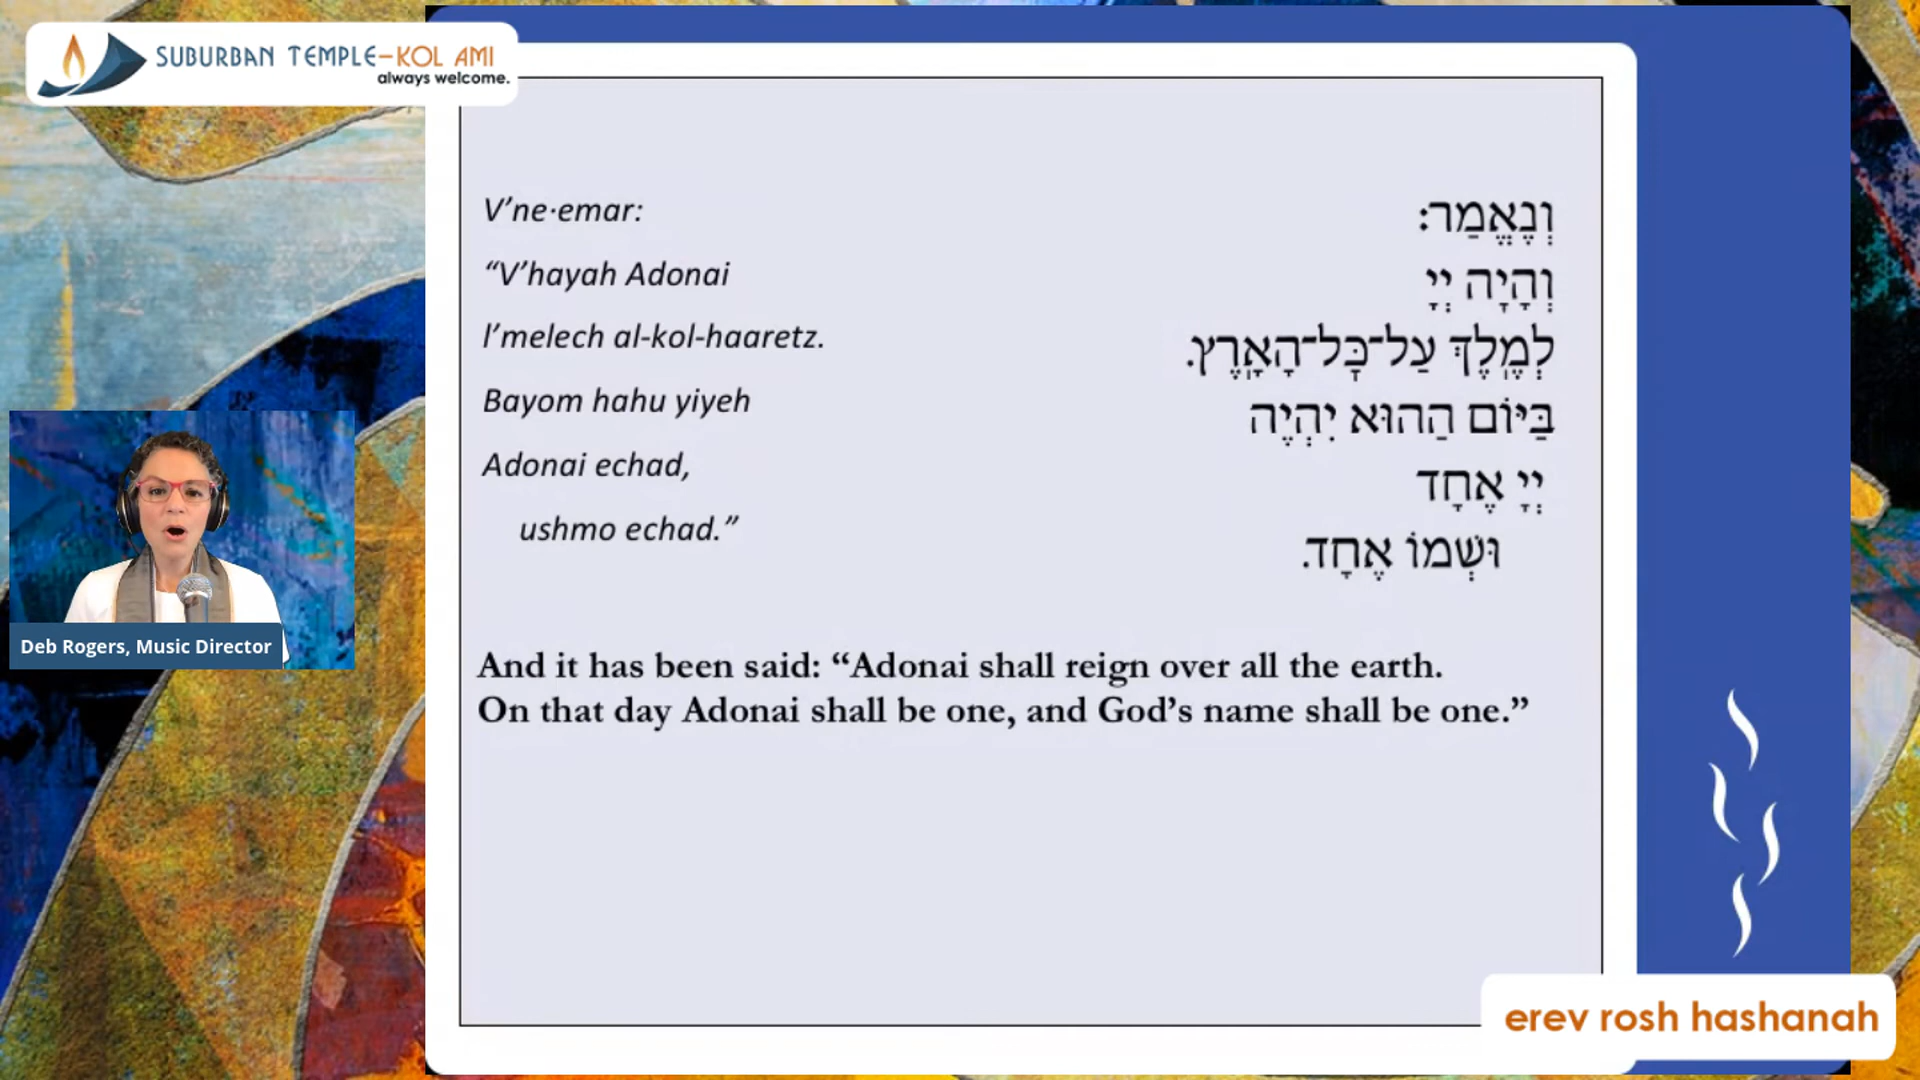 SUBURBAN TEMPLE-KOL AMI
always welcome.
V'ne·emar:
"V'hayah Adonai
l'melech al-kol-haaretz.
Bayom hahu yiyeh
Adonai echad,
ushmo echad."
וְנֶאֱמַר:
וְהָיָה יְיָ
לְמֶֽלֶךְ עַל־כׇּל־הָאָֽרֶץ.
בַּיּוֹם הַהוּא יִהְיֶה
יְיָ אֶחָד
וּשְׁמוֹ אֶחָד.
And it has been said: “Adonai shall reign over all the earth.
On that day Adonai shall be one, and God’s name shall be one.”
Deb Rogers, Music Director
erev rosh hashanah